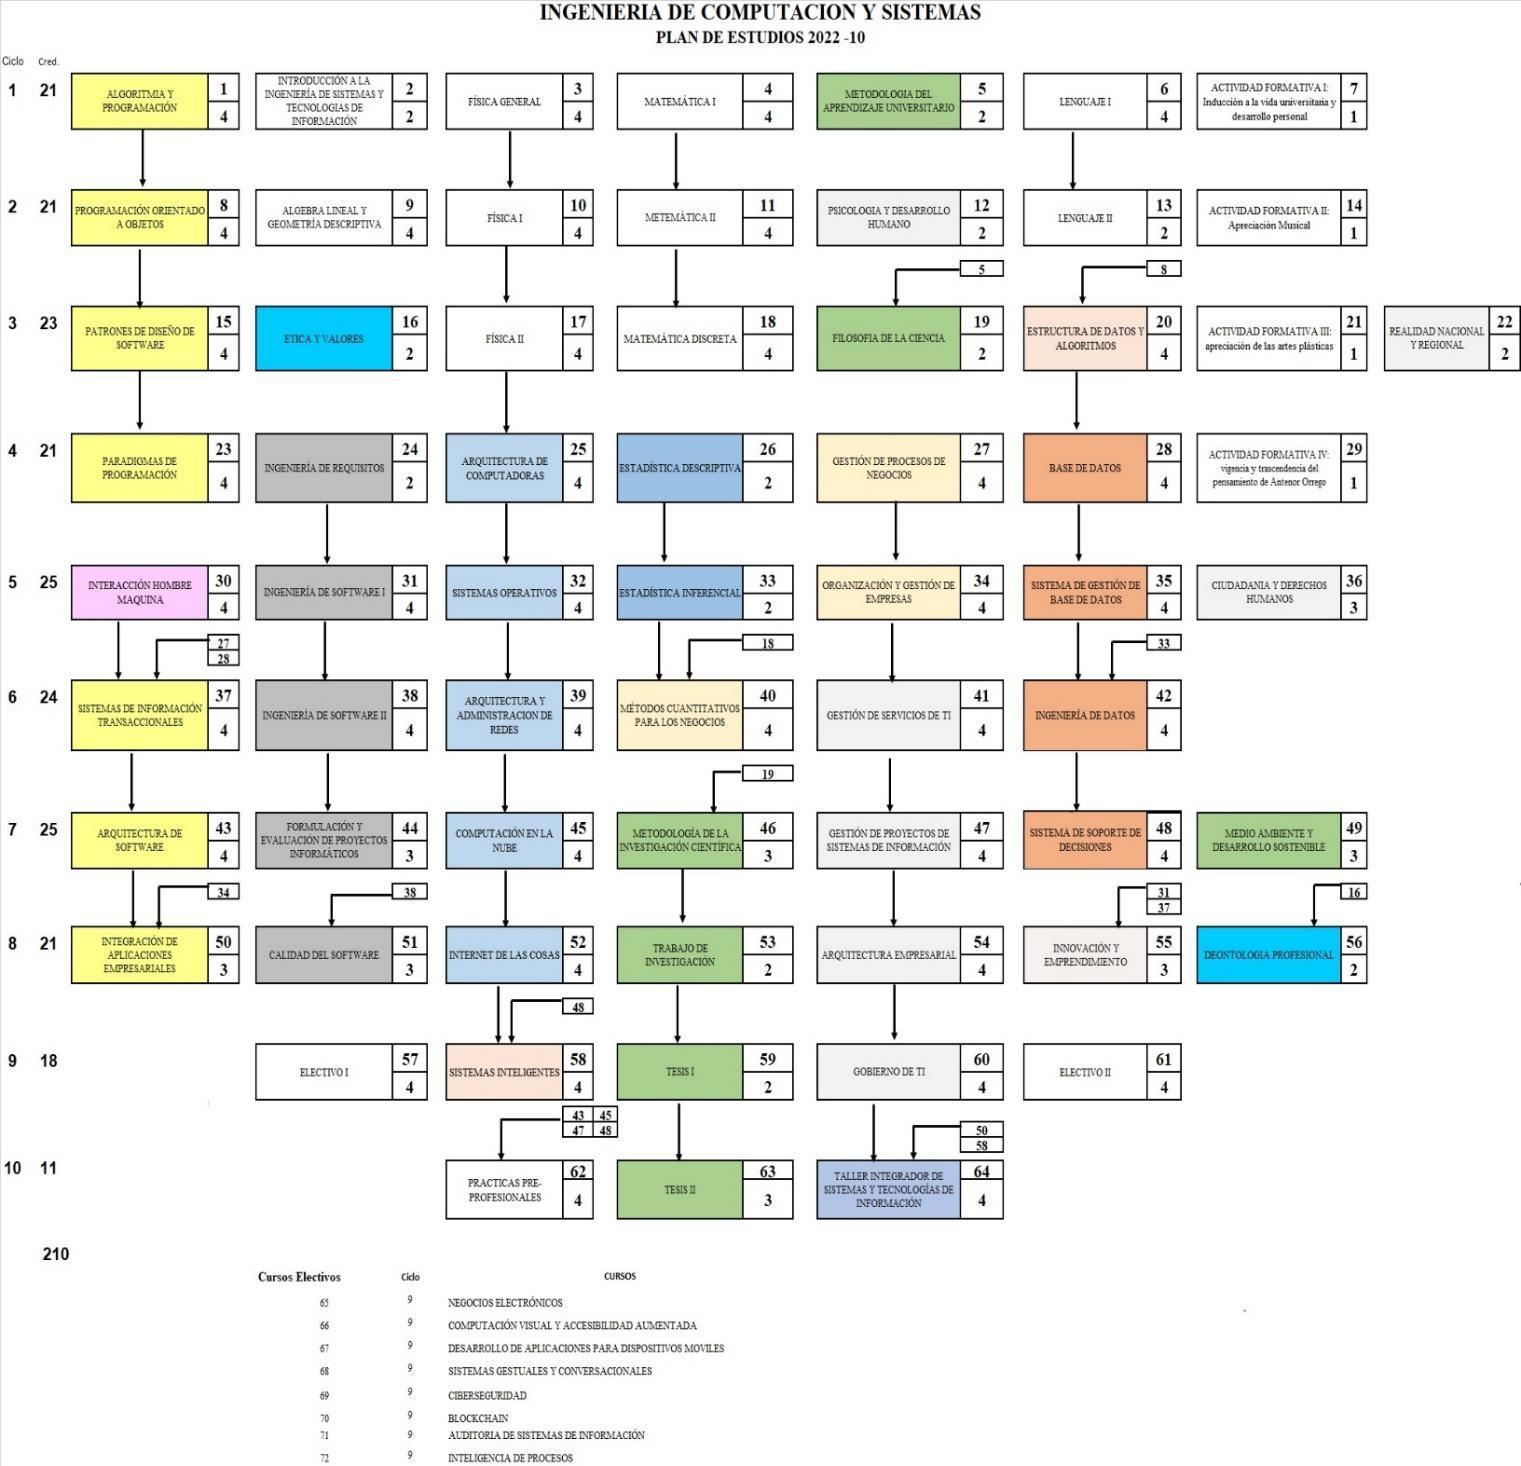 INGENIERIA DE COMPUTACION Y SISTEMAS
PLAN DE ESTUDIOS 2022 -10
Ciclo
Cred.
1
21
ALGORITMIA Y
PROGRAMACIÓN
1
4
INTRODUCCIÓN A LA
INGENIERÍA DE SISTEMAS Y
TECNOLOGIAS DE
INFORMACIÓN
2
2
FÍSICA GENERAL
3
4
MATEMÁTICA I
4
4
METODOLOGIA DEL
APRENDIZAJE UNIVERSITARIO
5
2
LENGUAJE I
6
4
ACTIVIDAD FORMATIVA I:
Inducción a la vida universitaria y
desarrollo personal
7
1
2
21
PROGRAMACIÓN ORIENTADO
A OBJETOS
8
4
ALGEBRA LINEAL Y
GEOMETRÍA DESCRIPTIVA
9
4
FÍSICA I
10
4
METEMÁTICA II
11
4
PSICOLOGIA Y DESARROLLO
HUMANO
12
2
LENGUAJE II
13
2
ACTIVIDAD FORMATIVA II:
Apreciación Musical
14
1
5
8
3
23
PATRONES DE DISEÑO DE
SOFTWARE
15
4
ETICA Y VALORES
16
2
FÍSICA II
17
4
MATEMÁTICA DISCRETA
18
4
FILOSOFIA DE LA CIENCIA
19
2
ESTRUCTURA DE DATOS Y
ALGORITMOS
20
4
ACTIVIDAD FORMATIVA III:
apreciación de las artes plásticas
21
1
REALIDAD NACIONAL
Y REGIONAL
22
2
4
21
PARADIGMAS DE
PROGRAMACIÓN
23
4
INGENIERÍA DE REQUISITOS
24
2
ARQUITECTURA DE
COMPUTADORAS
25
4
ESTADÍSTICA DESCRIPTIVA
26
2
GESTIÓN DE PROCESOS DE
NEGOCIOS
27
4
BASE DE DATOS
28
4
ACTIVIDAD FORMATIVA IV:
vigencia y trascendencia del
pensamiento de Antenor Orrego
29
1
5
25
INTERACCIÓN HOMBRE
MAQUINA
30
4
INGENIERÍA DE SOFTWARE I
31
4
SISTEMAS OPERATIVOS
32
4
ESTADÍSTICA INFERENCIAL
33
2
ORGANIZACIÓN Y GESTIÓN DE
EMPRESAS
34
4
SISTEMA DE GESTIÓN DE
BASE DE DATOS
35
4
CIUDADANIA Y DERECHOS
HUMANOS
36
3
27
28
18
33
6
24
SISTEMAS DE INFORMACIÓN
TRANSACCIONALES
37
4
INGENIERÍA DE SOFTWARE II
38
4
ARQUITECTURA Y
ADMINISTRACION DE
REDES
39
4
MÉTODOS CUANTITATIVOS
PARA LOS NEGOCIOS
40
4
GESTIÓN DE SERVICIOS DE TI
41
4
INGENIERÍA DE DATOS
42
4
19
7
25
ARQUITECTURA DE
SOFTWARE
43
4
FORMULACIÓN Y
EVALUACIÓN DE PROYECTOS
INFORMÁTICOS
44
3
COMPUTACIÓN EN LA
NUBE
45
4
METODOLOGÍA DE LA
INVESTIGACIÓN CIENTÍFICA
46
3
GESTIÓN DE PROYECTOS DE
SISTEMAS DE INFORMACIÓN
47
4
SISTEMA DE SOPORTE DE
DECISIONES
48
4
MEDIO AMBIENTE Y
DESARROLLO SOSTENIBLE
49
3
34
38
31
37
16
8
21
INTEGRACIÓN DE
APLICACIONES
EMPRESARIALES
50
3
CALIDAD DEL SOFTWARE
51
3
INTERNET DE LAS COSAS
52
4
TRABAJO DE
INVESTIGACIÓN
53
2
ARQUITECTURA EMPRESARIAL
54
4
INNOVACIÓN Y
EMPRENDIMIENTO
55
3
DEONTOLOGIA PROFESIONAL
56
2
48
9
18
ELECTIVO I
57
4
SISTEMAS INTELIGENTES
58
4
TESIS I
59
2
GOBIERNO DE TI
60
4
ELECTIVO II
61
4
43 45
47 48
50
58
10
11
PRACTICAS PRE-
PROFESIONALES
62
4
TESIS II
63
3
TALLER INTEGRADOR DE
SISTEMAS Y TECNOLOGÍAS DE
INFORMACIÓN
64
4
210
Cursos Electivos Ciclo CURSOS
65 9 NEGOCIOS ELECTRÓNICOS
66 9 COMPUTACIÓN VISUAL Y ACCESIBILIDAD AUMENTADA
67 9 DESARROLLO DE APLICACIONES PARA DISPOSITIVOS MOVILES
68 9 SISTEMAS GESTUALES Y CONVERSACIONALES
69 9 CIBERSEGURIDAD
70 9 BLOCKCHAIN
71 9 AUDITORIA DE SISTEMAS DE INFORMACIÓN
72 9 INTELIGENCIA DE PROCESOS